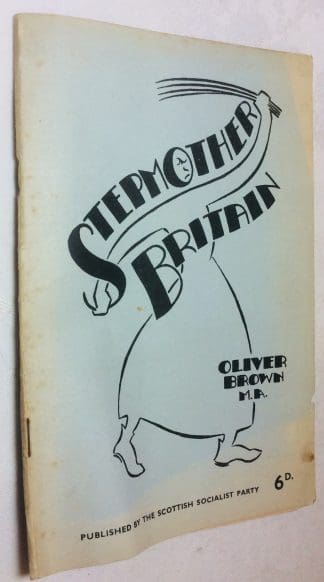 STEPMOTHER
BRITAIN
OLIVER
BROWN
M.A.
PUBLISHED BY THE SCOTTISH SOCIALIST PARTY 6D.